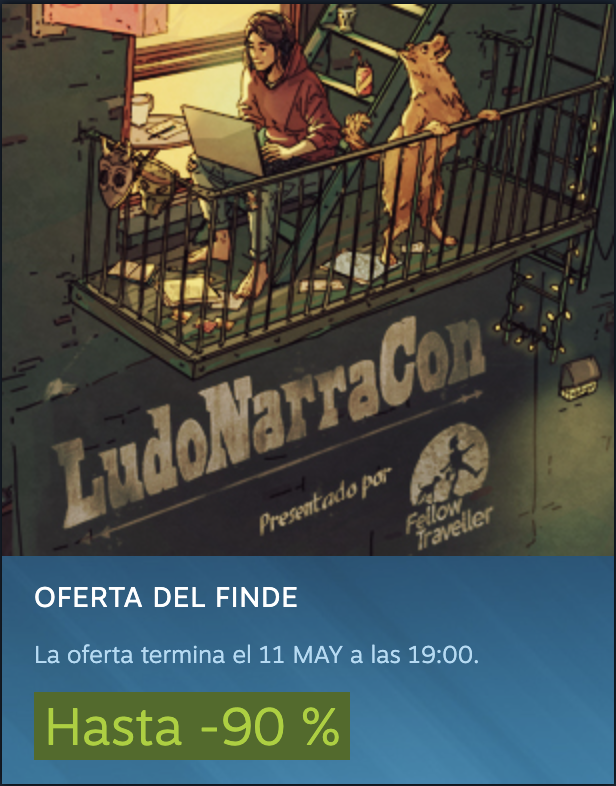 LudoNarraCon
Presentado por
Fellow
Traveller
OFERTA DEL FINDE
La oferta termina el 11 MAY a las 19:00.
Hasta -90 %